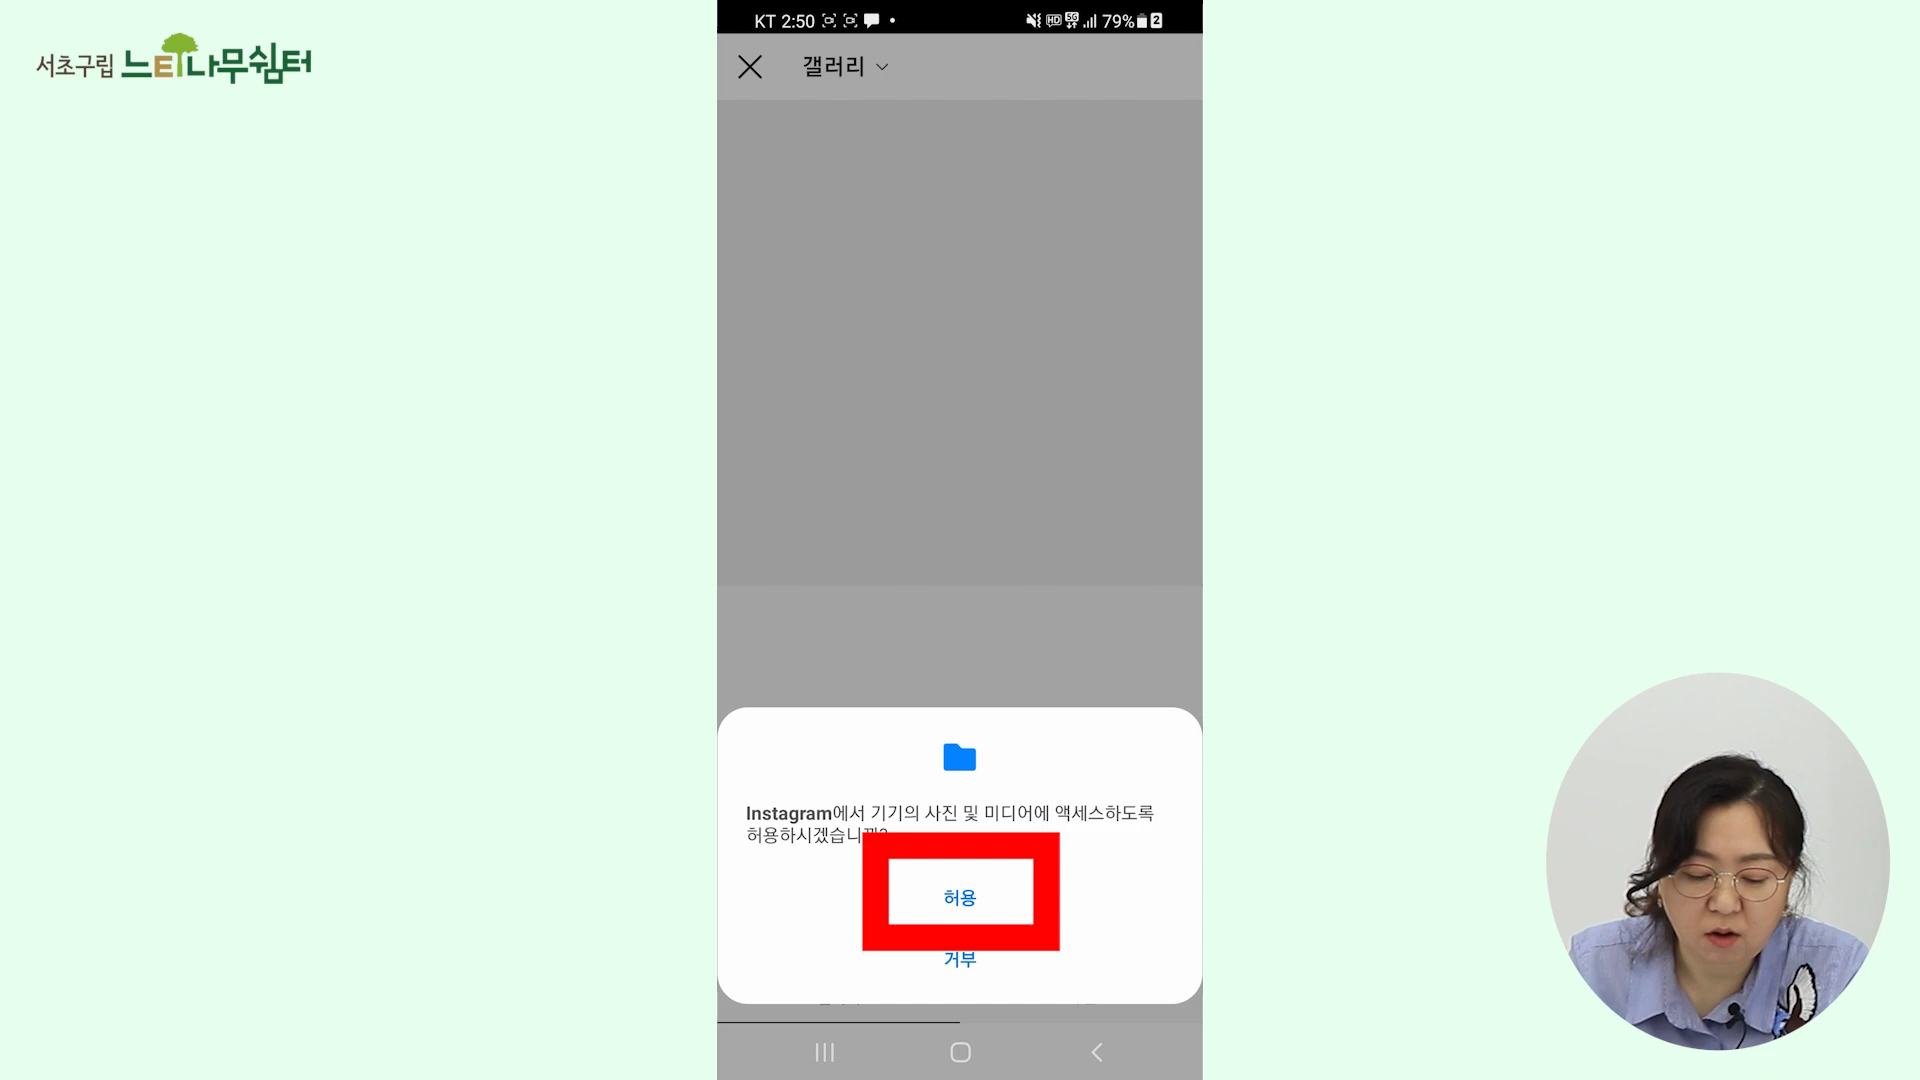 서초구립 느티나무쉼터
KT 2:50
79%
2
갤러리
Instagram에서 기기의 사진 및 미디어에 액세스하도록
허용하시겠습니까?
허용
거부